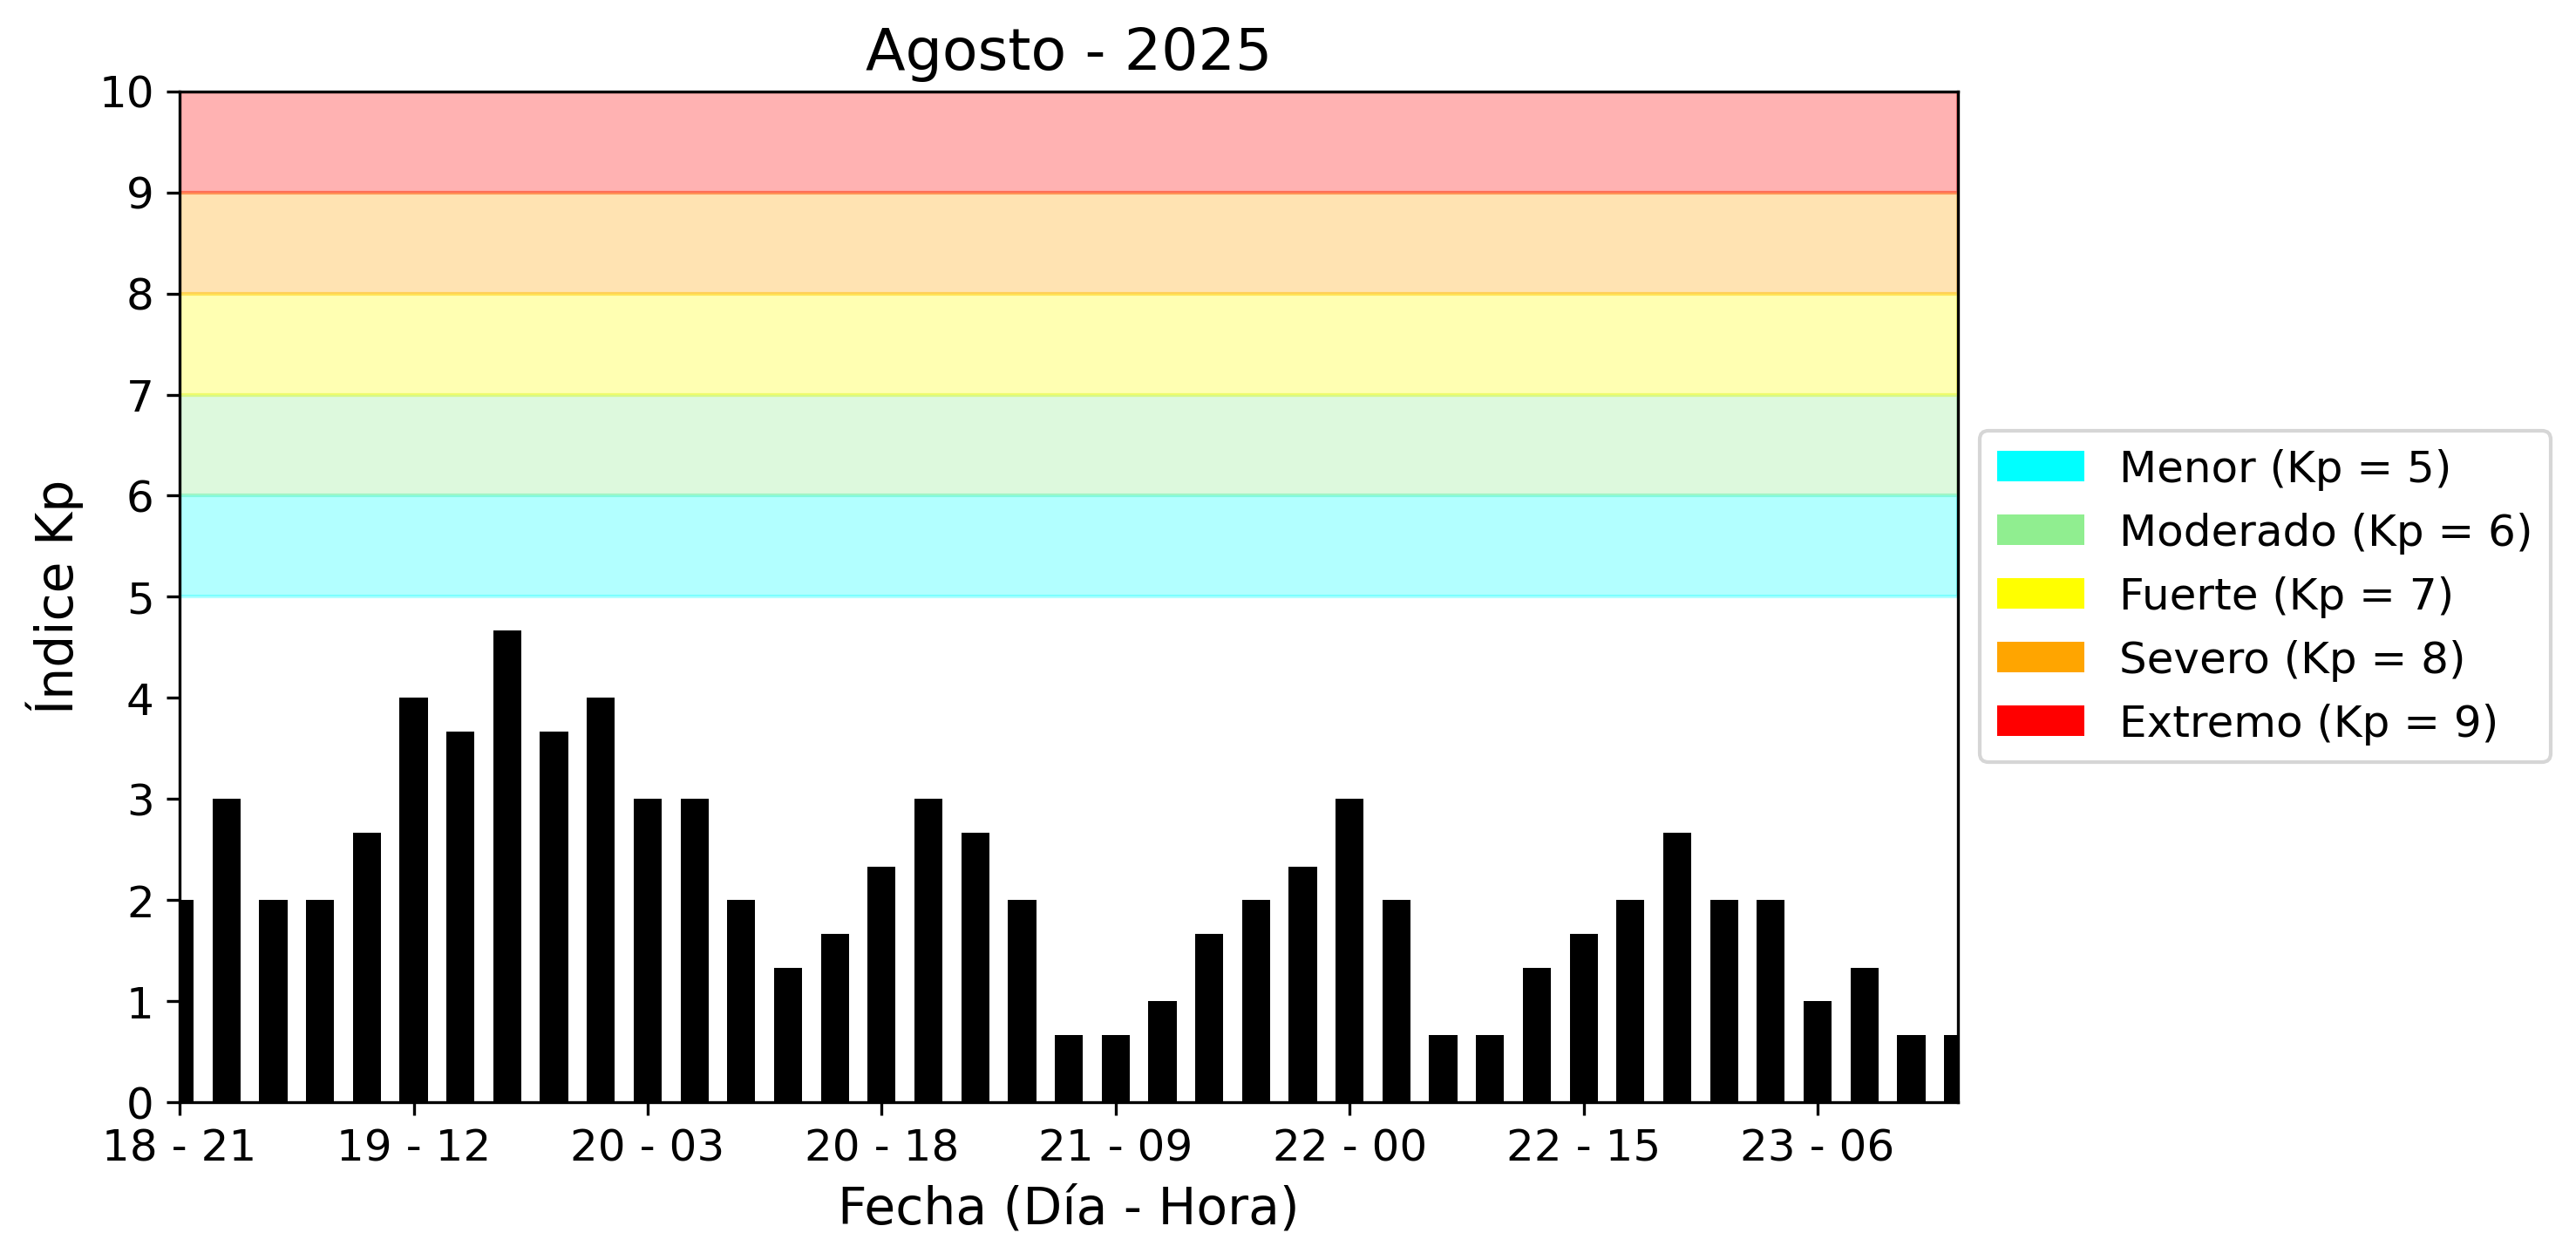 Agosto - 2025
10
9
8
7
6
5
4
3
2
1
0
Índice Kp
18 - 21
19 - 12
20 - 03
20 - 18
21 - 09
22 - 00
22 - 15
23 - 06
Fecha (Día - Hora)
Menor (Kp = 5)
Moderado (Kp = 6)
Fuerte (Kp = 7)
Severo (Kp = 8)
Extremo (Kp = 9)